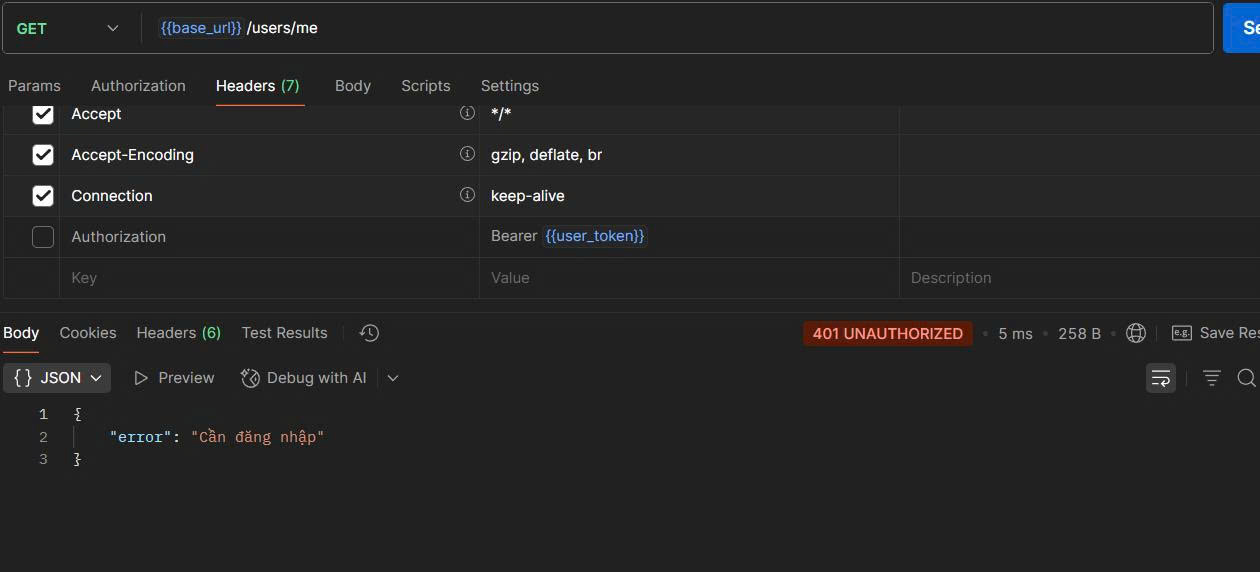 GET {{base_url}} /users/me Se
Params Authorization Headers (7) Body Scripts Settings
Accept */*
Accept-Encoding gzip, deflate, br
Connection keep-alive
Authorization Bearer {{user_token}}
Key Value Description
Body Cookies Headers (6) Test Results 401 UNAUTHORIZED 5 ms 258 B e.g. Save Res
{} JSON Preview Debug with AI
1 {
2 "error": "Cần đăng nhập"
3 }